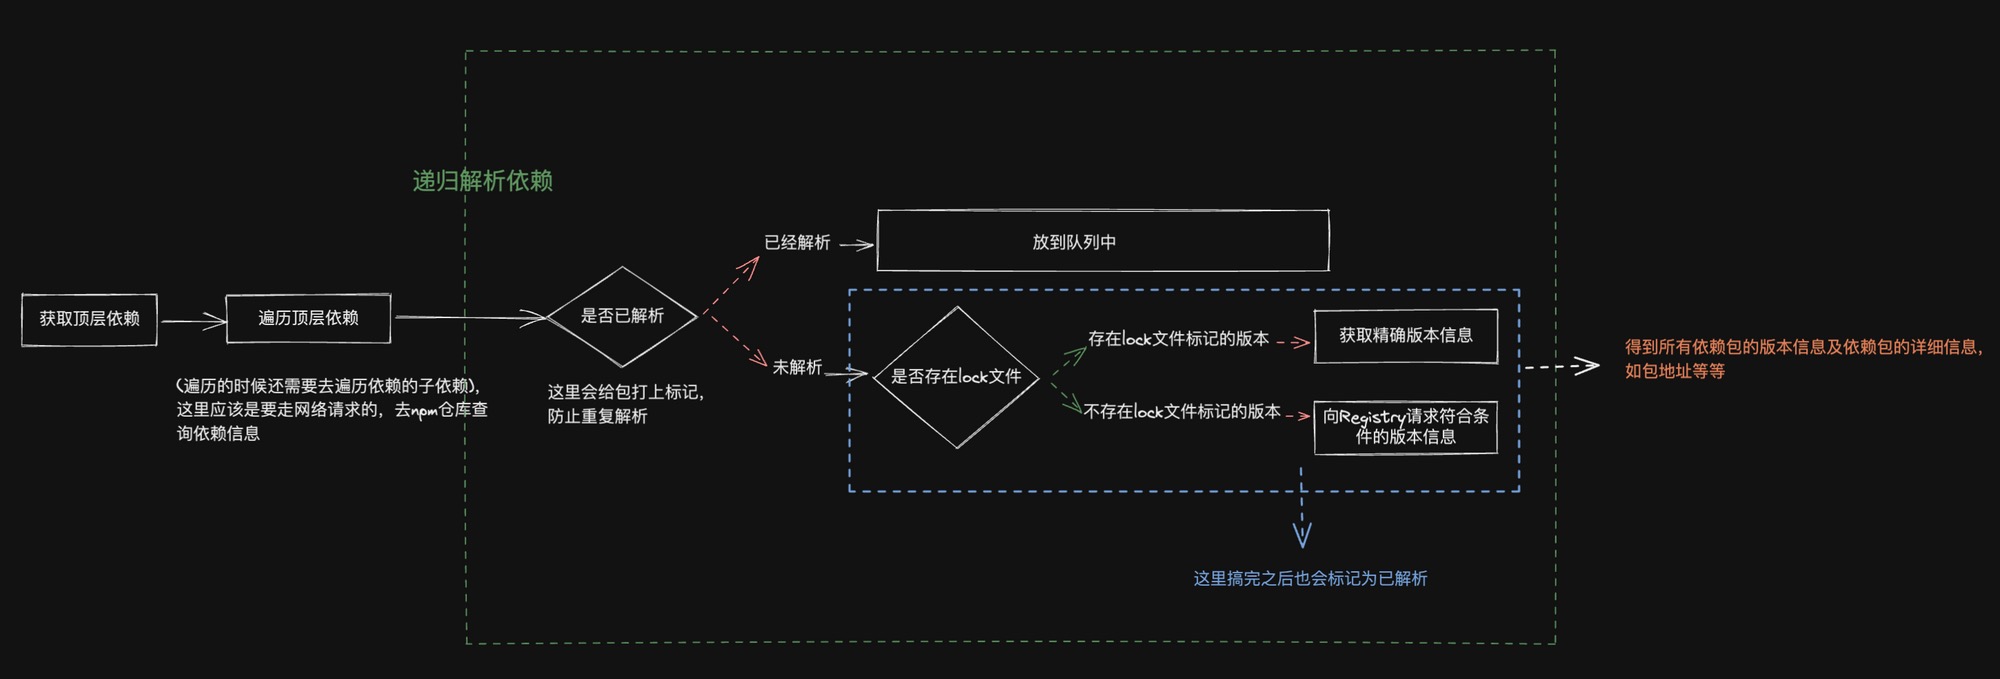 递归解析依赖
获取顶层依赖
遍历顶层依赖
（遍历的时候还需要去遍历依赖的子依赖），
这里应该是要走网络请求的，去npm仓库查
询依赖信息
是否已解析
这里会给包打上标记，
防止重复解析
已经解析
放到队列中
未解析
是否存在lock文件
存在lock文件标记的版本
获取精确版本信息
不存在lock文件标记的版本
向Registry请求符合条
件的版本信息
这里搞完之后也会标记为已解析
得到所有依赖包的版本信息及依赖包的详细信息，
如包地址等等